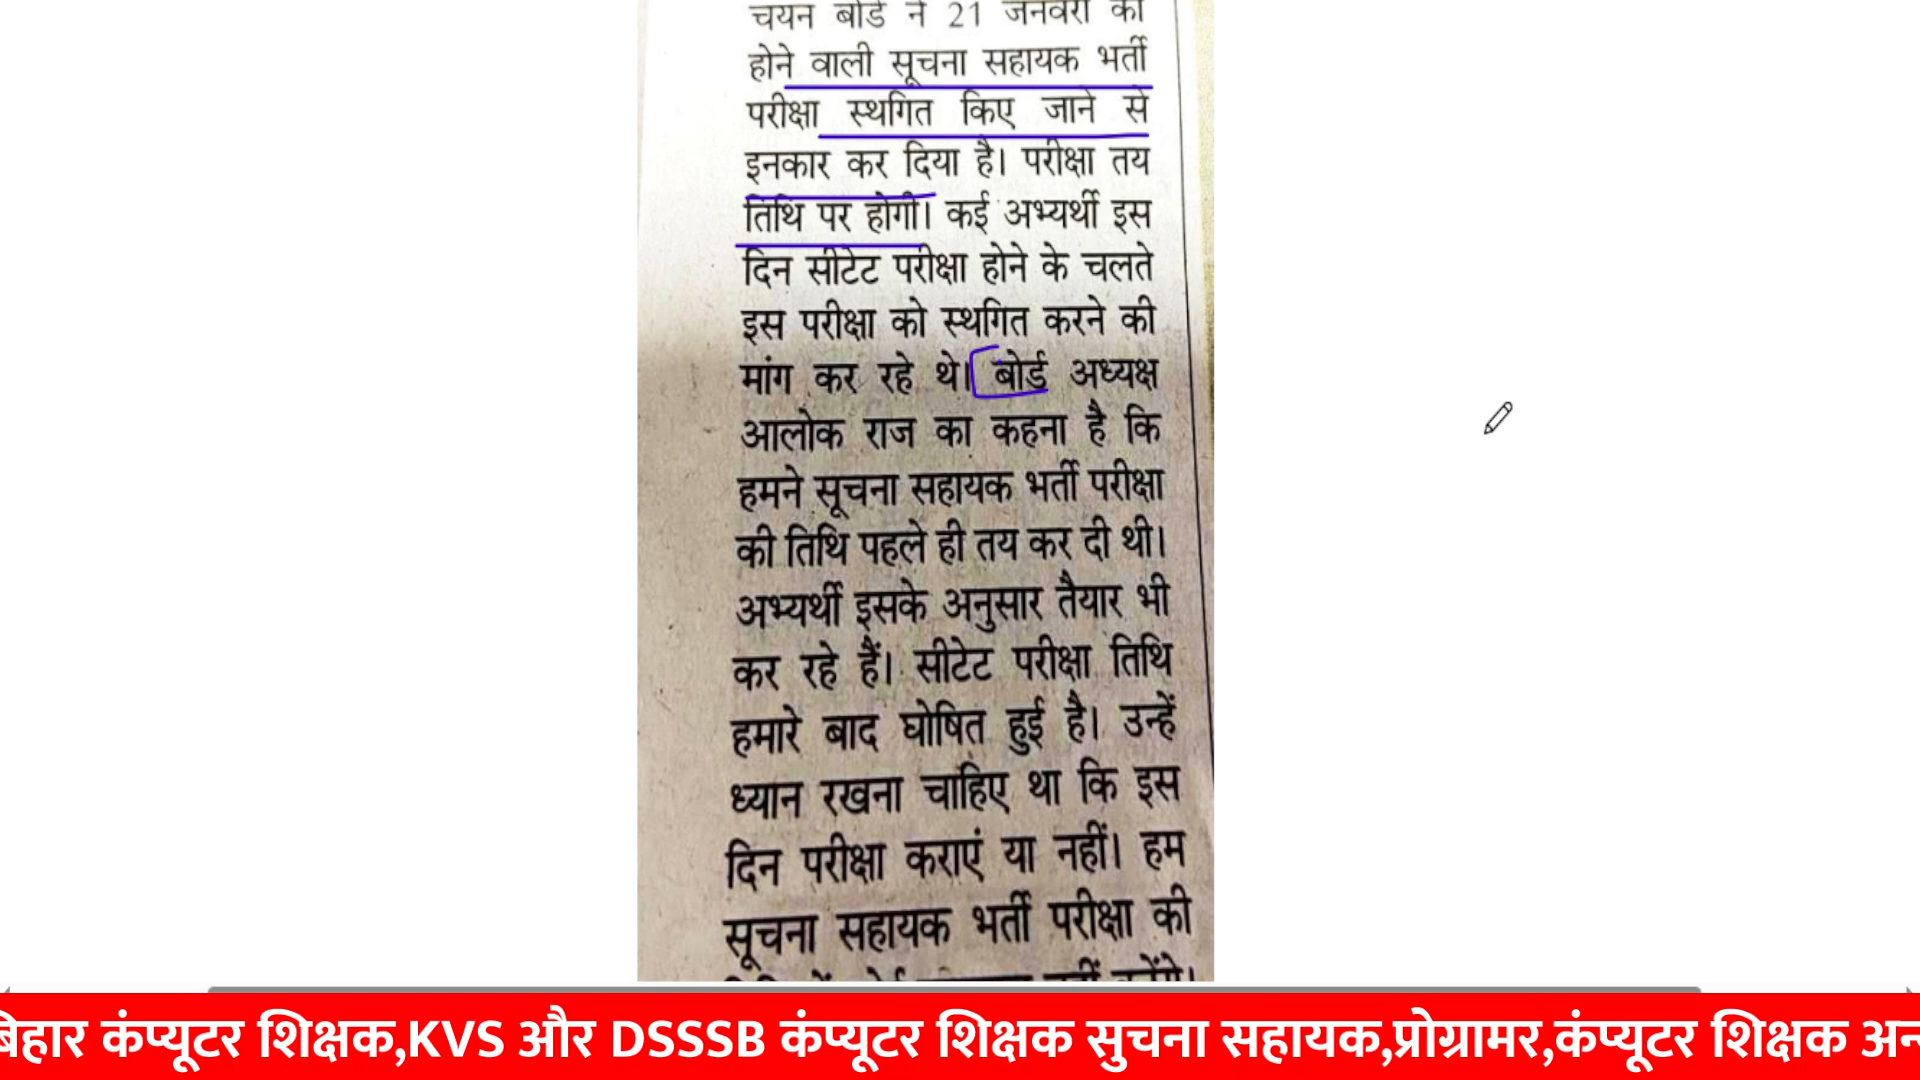 चयन बोर्ड ने 21 जनवरी को
होने वाली सूचना सहायक भर्ती
परीक्षा स्थगित किए जाने से
इनकार कर दिया है। परीक्षा तय
तिथि पर होगी। कई अभ्यर्थी इस
दिन सीटेट परीक्षा होने के चलते
इस परीक्षा को स्थगित करने की
मांग कर रहे थे। बोर्ड अध्यक्ष
आलोक राज का कहना है कि
हमने सूचना सहायक भर्ती परीक्षा
की तिथि पहले ही तय कर दी थी।
अभ्यर्थी इसके अनुसार तैयार भी
कर रहे हैं। सीटेट परीक्षा तिथि
हमारे बाद घोषित हुई है। उन्हें
ध्यान रखना चाहिए था कि इस
दिन परीक्षा कराएं या नहीं। हम
सूचना सहायक भर्ती परीक्षा की
बिहार कंप्यूटर शिक्षक,KVS और DSSSB कंप्यूटर शिक्षक सुचना सहायक,प्रोग्रामर,कंप्यूटर शिक्षक